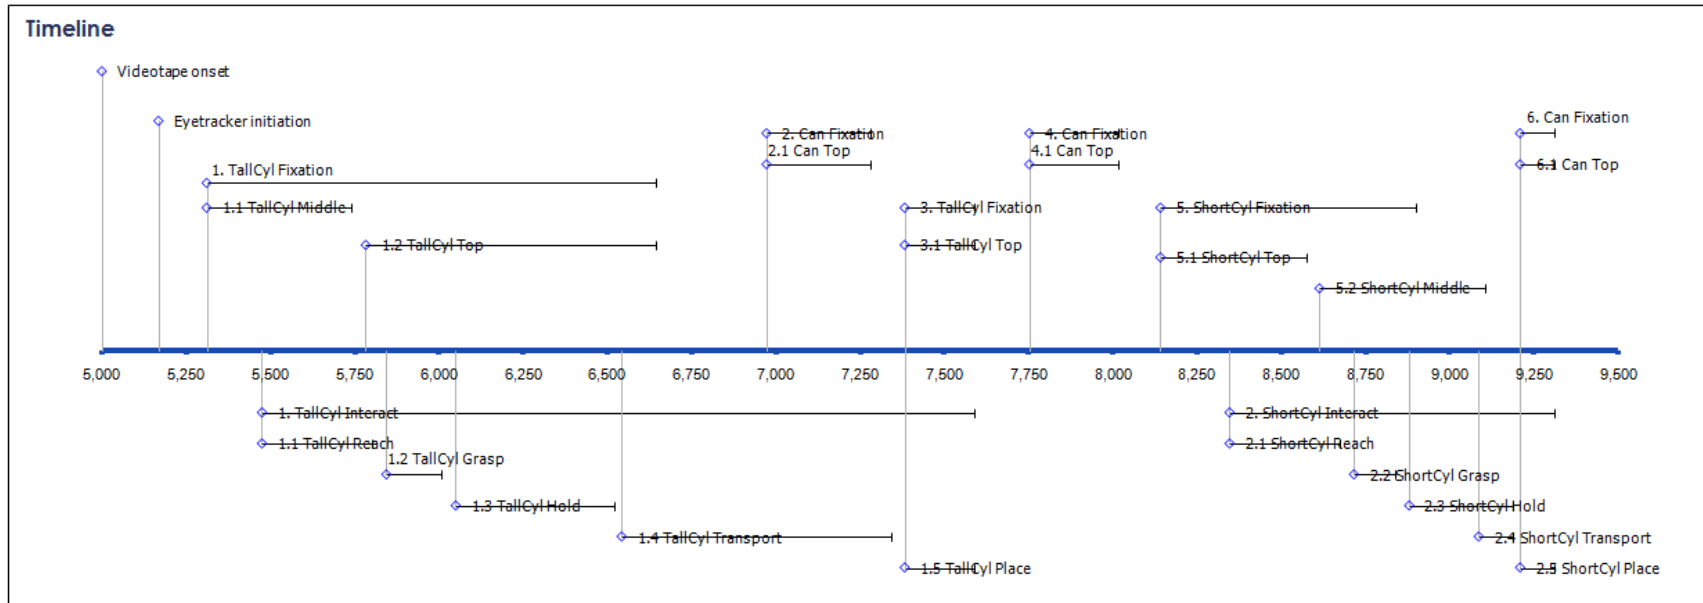 Timeline
Videotape onset
Eyetracker initiation
1. TallCyl Fixation
1.1 TallCyl Middle
1.2 TallCyl Top
2. Can Fixation
2.1 Can Top
3. TallCyl Fixation
3.1 TallCyl Top
4. Can Fixation
4.1 Can Top
5. ShortCyl Fixation
5.1 ShortCyl Top
5.2 ShortCyl Middle
6. Can Fixation
6.1 Can Top
5,000 5,250 5,500 5,750 6,000 6,250 6,500 6,750 7,000 7,250 7,500 7,750 8,000 8,250 8,500 8,750 9,000 9,250 9,500
1. TallCyl Interact
1.1 TallCyl Reach
1.2 TallCyl Grasp
1.3 TallCyl Hold
1.4 TallCyl Transport
1.5 TallCyl Place
2. ShortCyl Interact
2.1 ShortCyl Reach
2.2 ShortCyl Grasp
2.3 ShortCyl Hold
2.4 ShortCyl Transport
2.5 ShortCyl Place